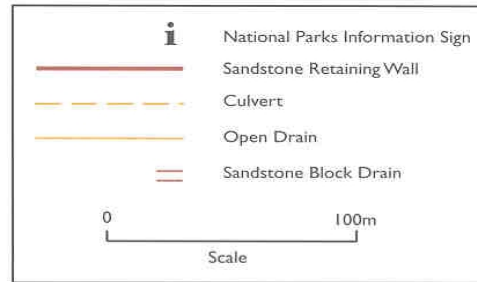 i National Parks Information Sign
Sandstone Retaining Wall
Culvert
Open Drain
Sandstone Block Drain
0 100m
Scale